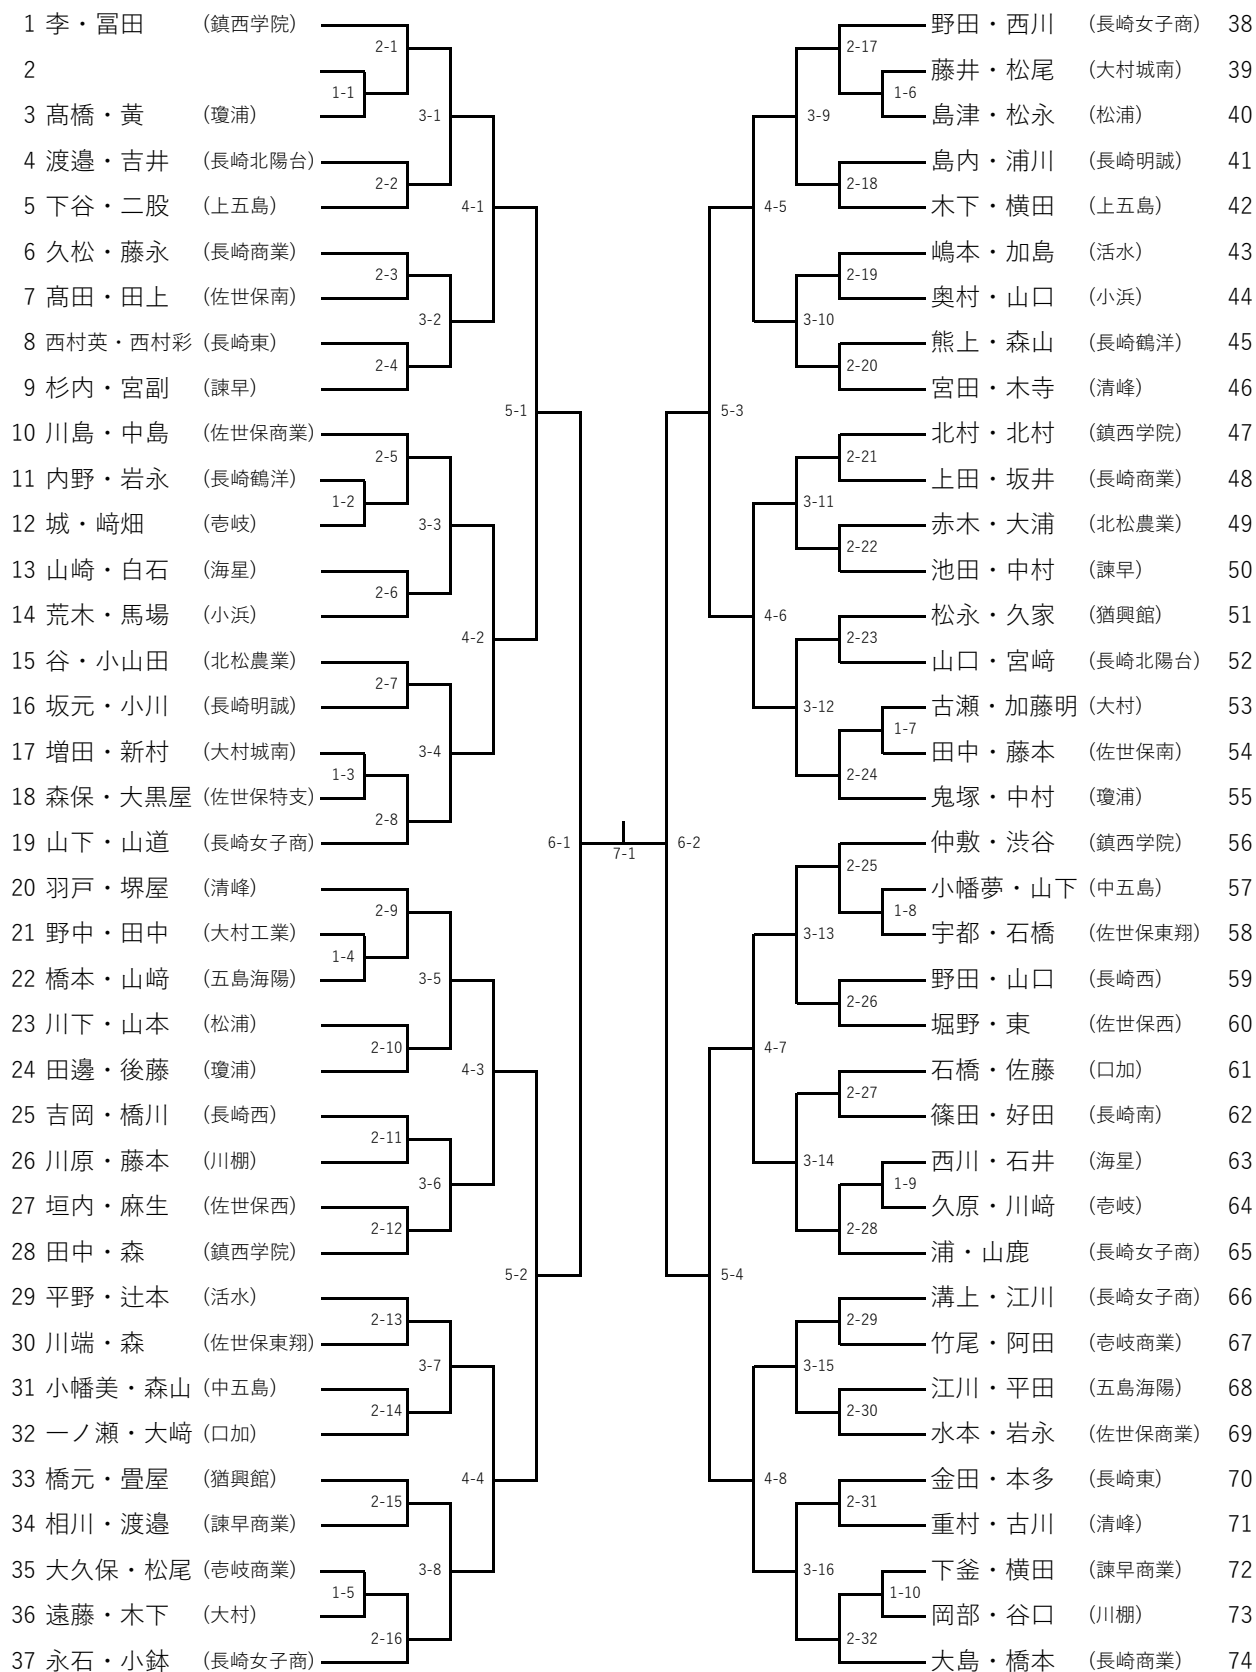 1 李・冨田 (鎮西学院)
2
3 髙橋・黃 (瓊浦)
4 渡邉・吉井 (長崎北陽台)
5 下谷・二股 (上五島)
6 久松・藤永 (長崎商業)
7 髙田・田上 (佐世保南)
8 西村英・西村彩 (長崎東)
9 杉内・宮副 (諫早)
10 川島・中島 (佐世保商業)
11 内野・岩永 (長崎鶴洋)
12 城・﨑畑 (壱岐)
13 山崎・白石 (海星)
14 荒木・馬場 (小浜)
15 谷・小山田 (北松農業)
16 坂元・小川 (長崎明誠)
17 増田・新村 (大村城南)
18 森保・大黒屋 (佐世保特支)
19 山下・山道 (長崎女子商)
20 羽戸・堺屋 (清峰)
21 野中・田中 (大村工業)
22 橋本・山﨑 (五島海陽)
23 川下・山本 (松浦)
24 田邊・後藤 (瓊浦)
25 吉岡・橋川 (長崎西)
26 川原・藤本 (川棚)
27 垣内・麻生 (佐世保西)
28 田中・森 (鎮西学院)
29 平野・辻本 (活水)
30 川端・森 (佐世保東翔)
31 小幡美・森山 (中五島)
32 一ノ瀬・大﨑 (口加)
33 橋元・畳屋 (猶興館)
34 相川・渡邉 (諫早商業)
35 大久保・松尾 (壱岐商業)
36 遠藤・木下 (大村)
37 永石・小鉢 (長崎女子商)
1-1
1-2
1-3
1-4
1-5
2-1
2-2
2-3
2-4
2-5
2-6
2-7
2-8
2-9
2-10
2-11
2-12
2-13
2-14
2-15
2-16
3-1
3-2
3-3
3-4
3-5
3-6
3-7
3-8
4-1
4-2
4-3
4-4
5-1
5-2
6-1
7-1
6-2
5-3
5-4
4-5
4-6
4-7
4-8
3-9
3-10
3-11
3-12
3-13
3-14
3-15
3-16
2-17
2-18
2-19
2-20
2-21
2-22
2-23
2-24
2-25
2-26
2-27
2-28
2-29
2-30
2-31
2-32
1-6
1-7
1-8
1-9
1-10
野田・西川 (長崎女子商) 38
藤井・松尾 (大村城南) 39
島津・松永 (松浦) 40
島内・浦川 (長崎明誠) 41
木下・横田 (上五島) 42
嶋本・加島 (活水) 43
奥村・山口 (小浜) 44
熊上・森山 (長崎鶴洋) 45
宮田・木寺 (清峰) 46
北村・北村 (鎮西学院) 47
上田・坂井 (長崎商業) 48
赤木・大浦 (北松農業) 49
池田・中村 (諫早) 50
松永・久家 (猶興館) 51
山口・宮﨑 (長崎北陽台) 52
古瀬・加藤明 (大村) 53
田中・藤本 (佐世保南) 54
鬼塚・中村 (瓊浦) 55
仲敷・渋谷 (鎮西学院) 56
小幡夢・山下 (中五島) 57
宇都・石橋 (佐世保東翔) 58
野田・山口 (長崎西) 59
堀野・東 (佐世保西) 60
石橋・佐藤 (口加) 61
篠田・好田 (長崎南) 62
西川・石井 (海星) 63
久原・川﨑 (壱岐) 64
浦・山鹿 (長崎女子商) 65
溝上・江川 (長崎女子商) 66
竹尾・阿田 (壱岐商業) 67
江川・平田 (五島海陽) 68
水本・岩永 (佐世保商業) 69
金田・本多 (長崎東) 70
重村・古川 (清峰) 71
下釜・横田 (諫早商業) 72
岡部・谷口 (川棚) 73
大島・橋本 (長崎商業) 74